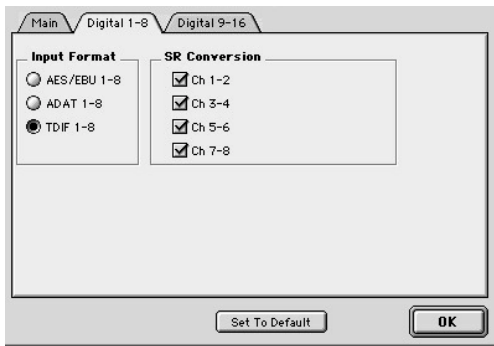 Main Digital 1-8 Digital 9-16
Input Format SR Conversion
AES/EBU 1-8 Ch 1-2
ADAT 1-8 Ch 3-4
TDIF 1-8 Ch 5-6
Ch 7-8
Set To Default OK